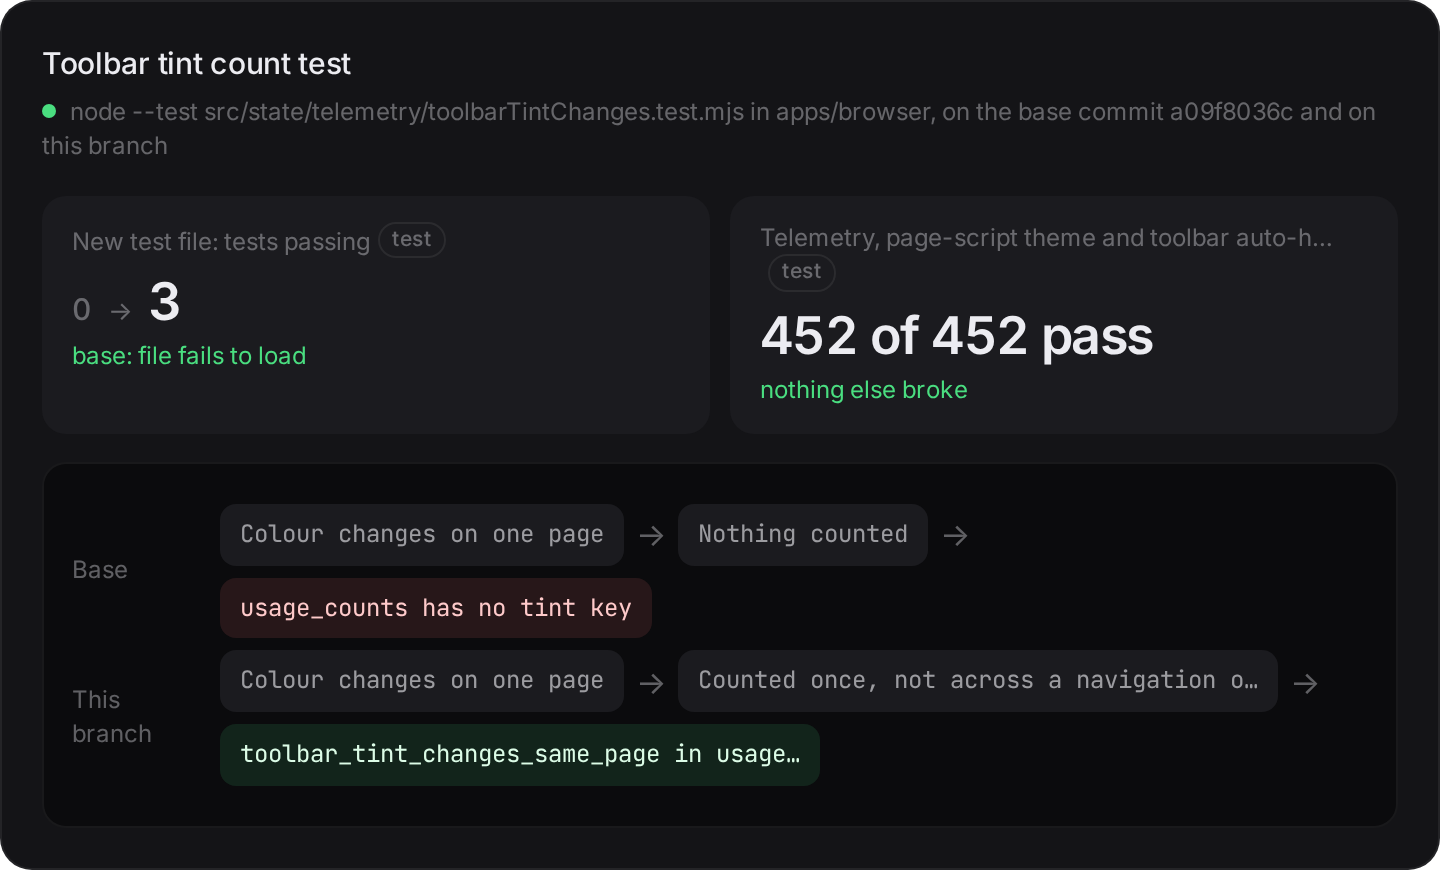 Toolbar tint count test
node --test src/state/telemetry/toolbarTintChanges.test.mjs in apps/browser, on the base commit a09f8036c and on
this branch
New test file: tests passing test
0 → 3
base: file fails to load
Telemetry, page-script theme and toolbar auto-h…
test
452 of 452 pass
nothing else broke
Base
Colour changes on one page → Nothing counted →
usage_counts has no tint key
This
branch
Colour changes on one page → Counted once, not across a navigation o… →
toolbar_tint_changes_same_page in usage…